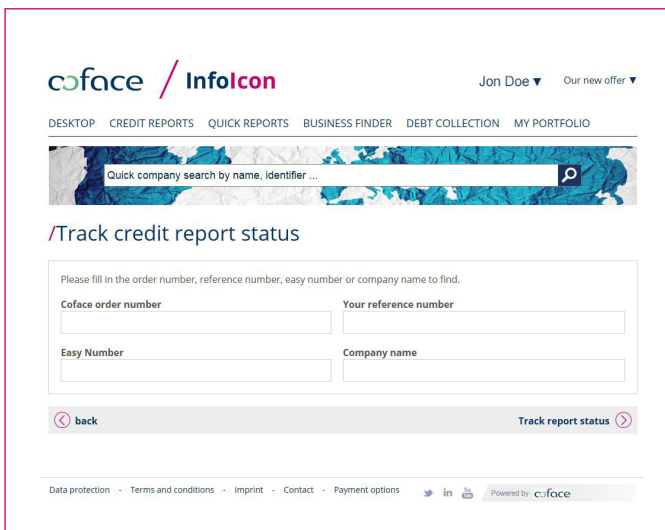 coface / InfoIcon
Jon Doe ▼ Our new offer ▼
DESKTOP CREDIT REPORTS QUICK REPORTS BUSINESS FINDER DEBT COLLECTION MY PORTFOLIO
Quick company search by name, identifier ...
/Track credit report status
Please fill in the order number, reference number, easy number or company name to find.
Coface order number Your reference number
Easy Number Company name
back Track report status
Data protection - Terms and conditions - Imprint - Contact - Payment options in You Tube Powered by coface